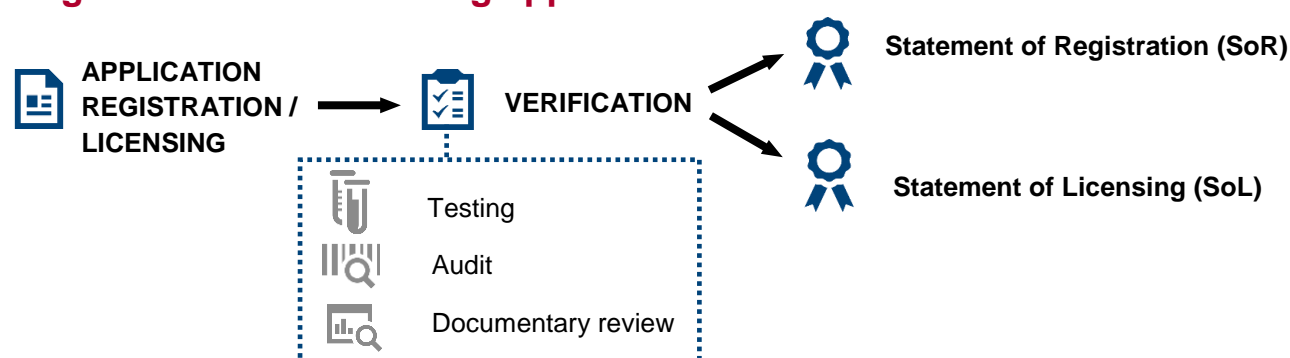 APPLICATION
REGISTRATION /
LICENSING
VERIFICATION
Statement of Registration (SoR)
Statement of Licensing (SoL)
Testing
Audit
Documentary review